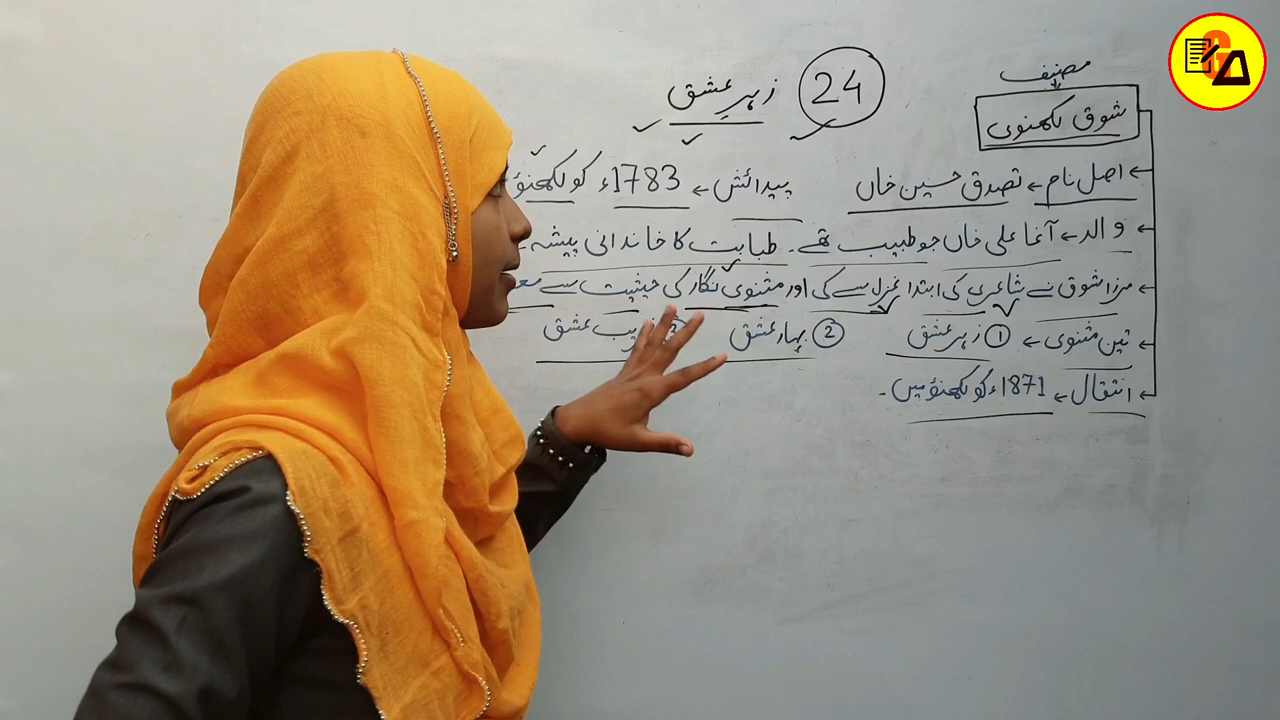 24 زہرِ عشق
مصنف
شوق لکھنوی
اصل نام ← تصدق حسین خاں
پیدائش ← 1783ء کو لکھنؤ
والد ← آغا علی خاں جو طبیب تھے۔ طبابت کا خاندانی پیشہ
مرزا شوق نے شاعری کی ابتدا غزل سے کی اور مثنوی نگار کی حیثیت سے
تین مثنوی ← ① زہر عشق ② بہار عشق ③ عشق
انتقال ← 1871ء کو لکھنؤ میں۔